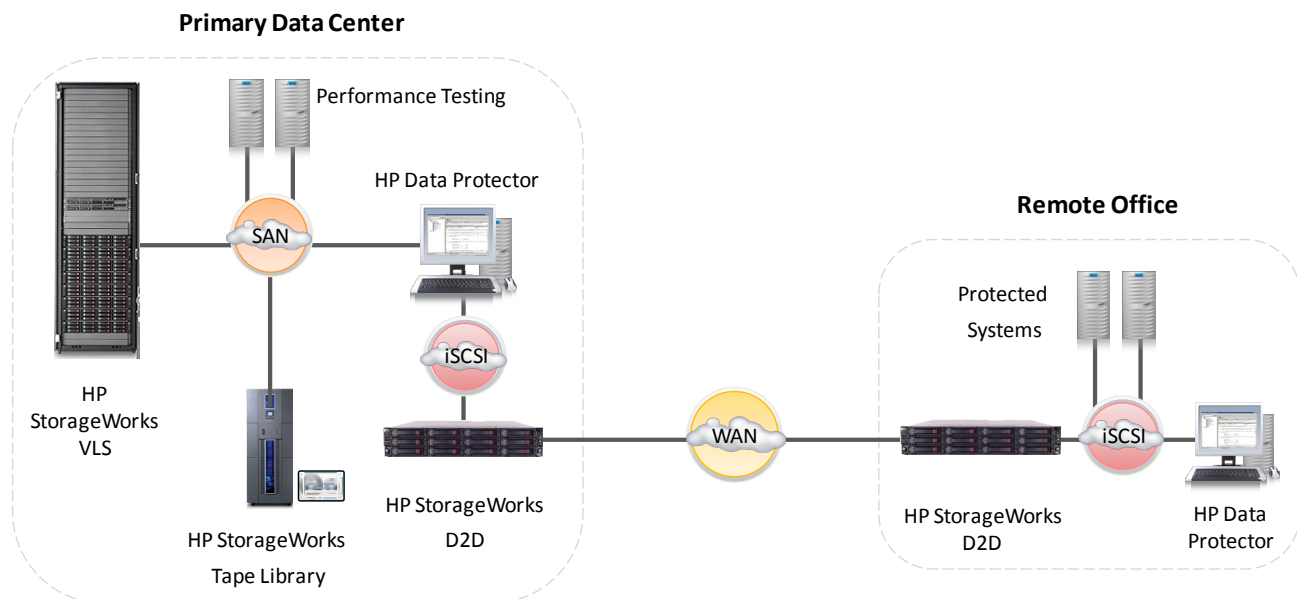 Primary Data Center
Performance Testing
HP Data Protector
SAN
iSCSI
HP
StorageWorks
VLS
HP StorageWorks
Tape Library
HP StorageWorks
D2D
WAN
Remote Office
Protected
Systems
iSCSI
HP StorageWorks
D2D
HP Data
Protector